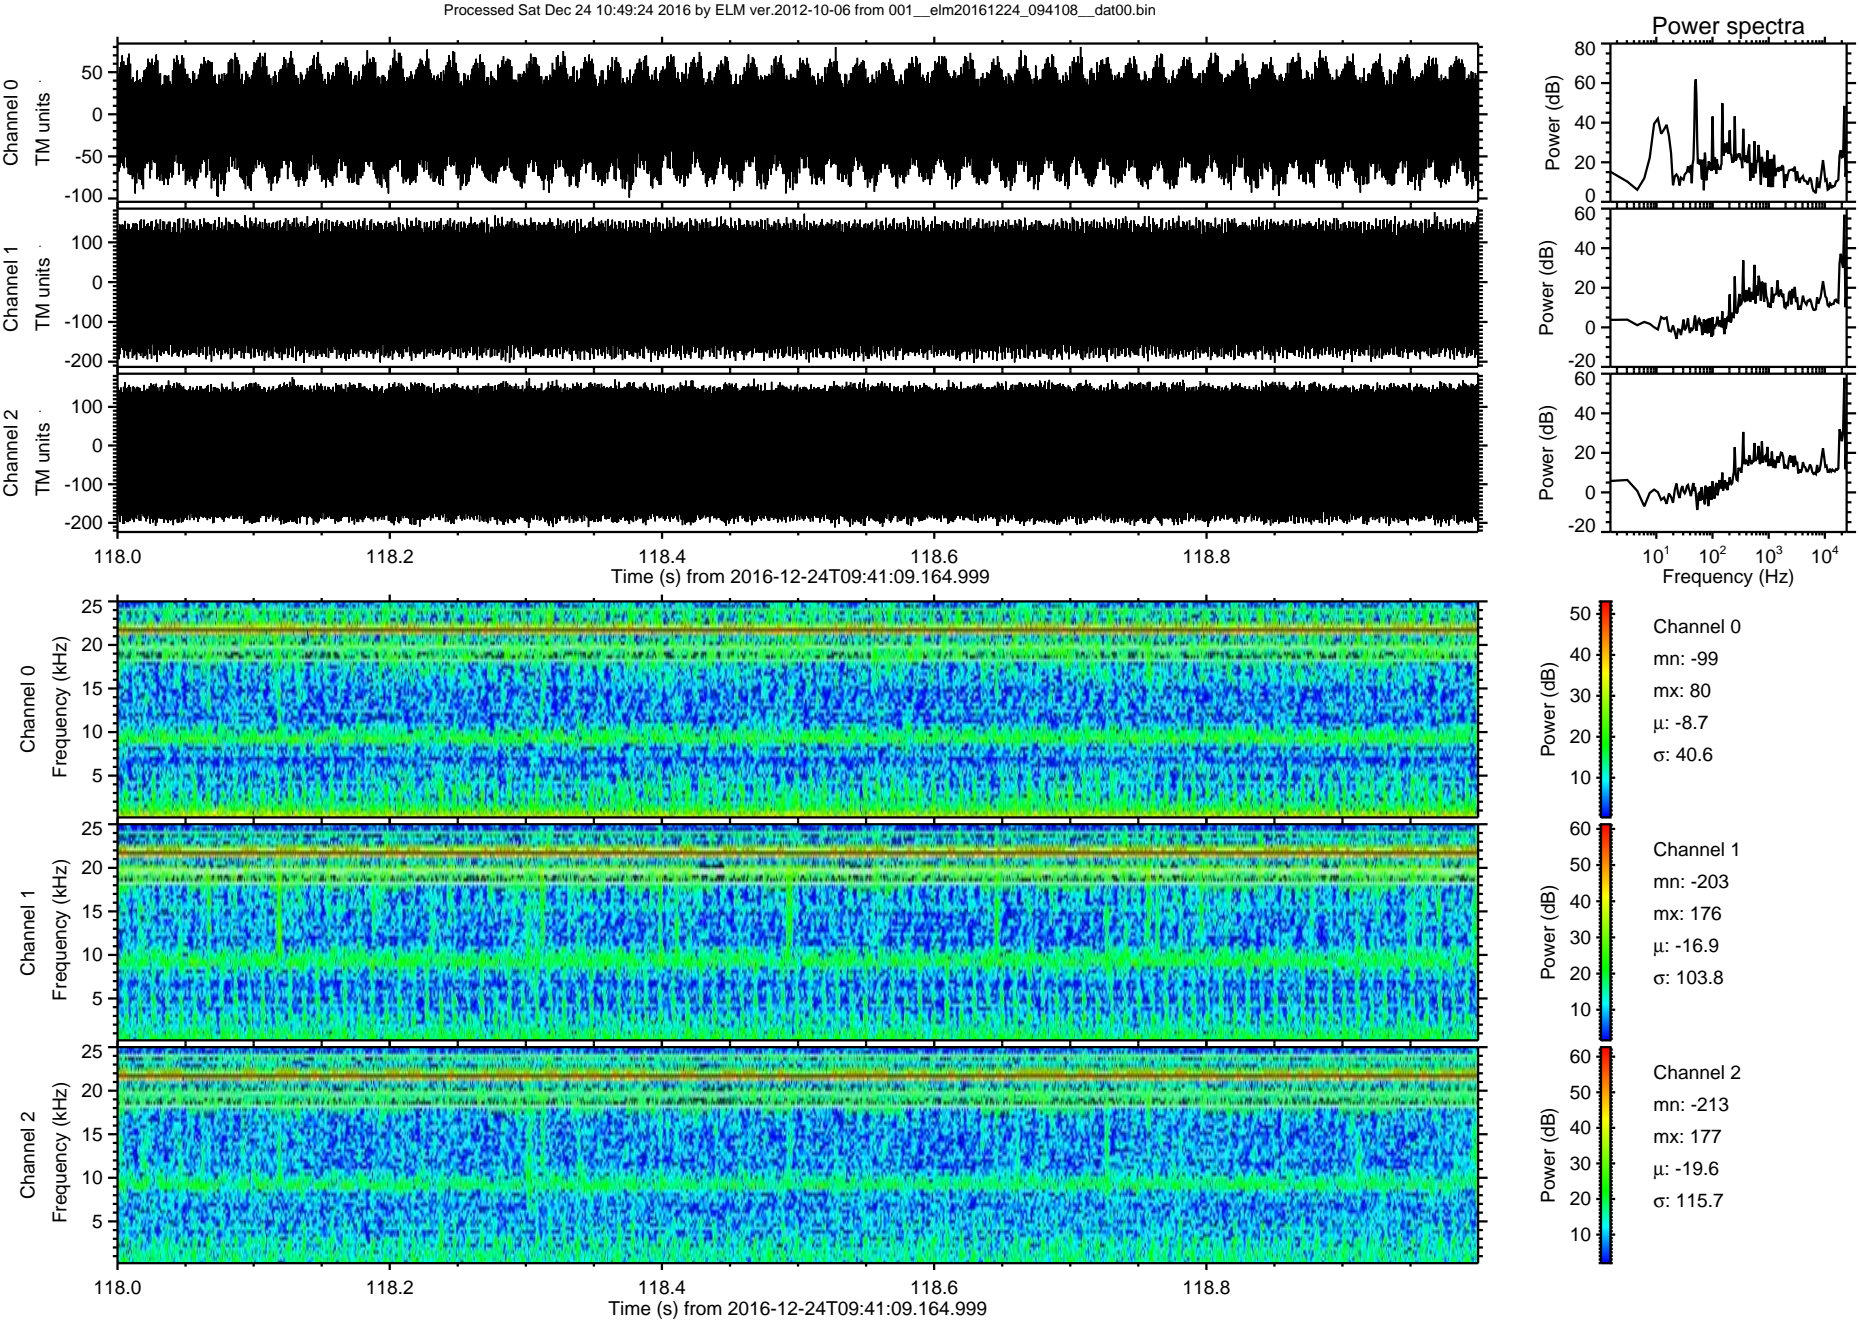 Processed Sat Dec 24 10:49:24 2016 by ELM ver.2012-10-06 from 001__elm20161224_094108__dat00.bin
Power spectra
Channel 0
TM units
50
0
-50
-100
Power (dB)
80
60
40
20
0
Channel 1
TM units
100
0
-100
-200
Power (dB)
60
40
20
0
-20
Channel 2
TM units
100
0
-100
-200
Power (dB)
60
40
20
0
-20
118.0 118.2 118.4 118.6 118.8
Time (s) from 2016-12-24T09:41:09.164.999
10¹ 10² 10³ 10⁴
Frequency (Hz)
Channel 0
Frequency (kHz)
25
20
15
10
5
Power (dB)
50
40
30
20
10
Channel 0
mn: -99
mx: 80
μ: -8.7
σ: 40.6
Channel 1
Frequency (kHz)
25
20
15
10
5
Power (dB)
60
50
40
30
20
10
Channel 1
mn: -203
mx: 176
μ: -16.9
σ: 103.8
Channel 2
Frequency (kHz)
25
20
15
10
5
Power (dB)
60
50
40
30
20
10
Channel 2
mn: -213
mx: 177
μ: -19.6
σ: 115.7
118.0 118.2 118.4 118.6 118.8
Time (s) from 2016-12-24T09:41:09.164.999